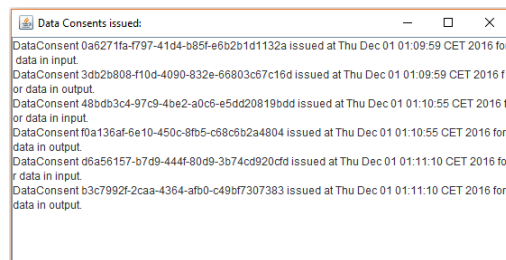 Data Consents issued:
DataConsent 0a6271fa-f797-41d4-b85f-e6b2b1d1132a issued at Thu Dec 01 01:09:59 CET 2016 for
data in input.
DataConsent 3db2b808-f10d-4090-832e-66803c67c16d issued at Thu Dec 01 01:09:59 CET 2016 f
or data in output.
DataConsent 48bdb3c4-97c9-4be2-a0c6-e5dd20819bdd issued at Thu Dec 01 01:10:55 CET 2016 f
or data in input.
DataConsent f0a136af-6e10-450c-8fb5-c68c6b2a4804 issued at Thu Dec 01 01:10:55 CET 2016 for
data in output.
DataConsent d6a56157-b7d9-444f-80d9-3b74cd920cfd issued at Thu Dec 01 01:11:10 CET 2016 fo
r data in input.
DataConsent b3c7992f-2caa-4364-afb0-c49bf7307383 issued at Thu Dec 01 01:11:10 CET 2016 for
data in output.